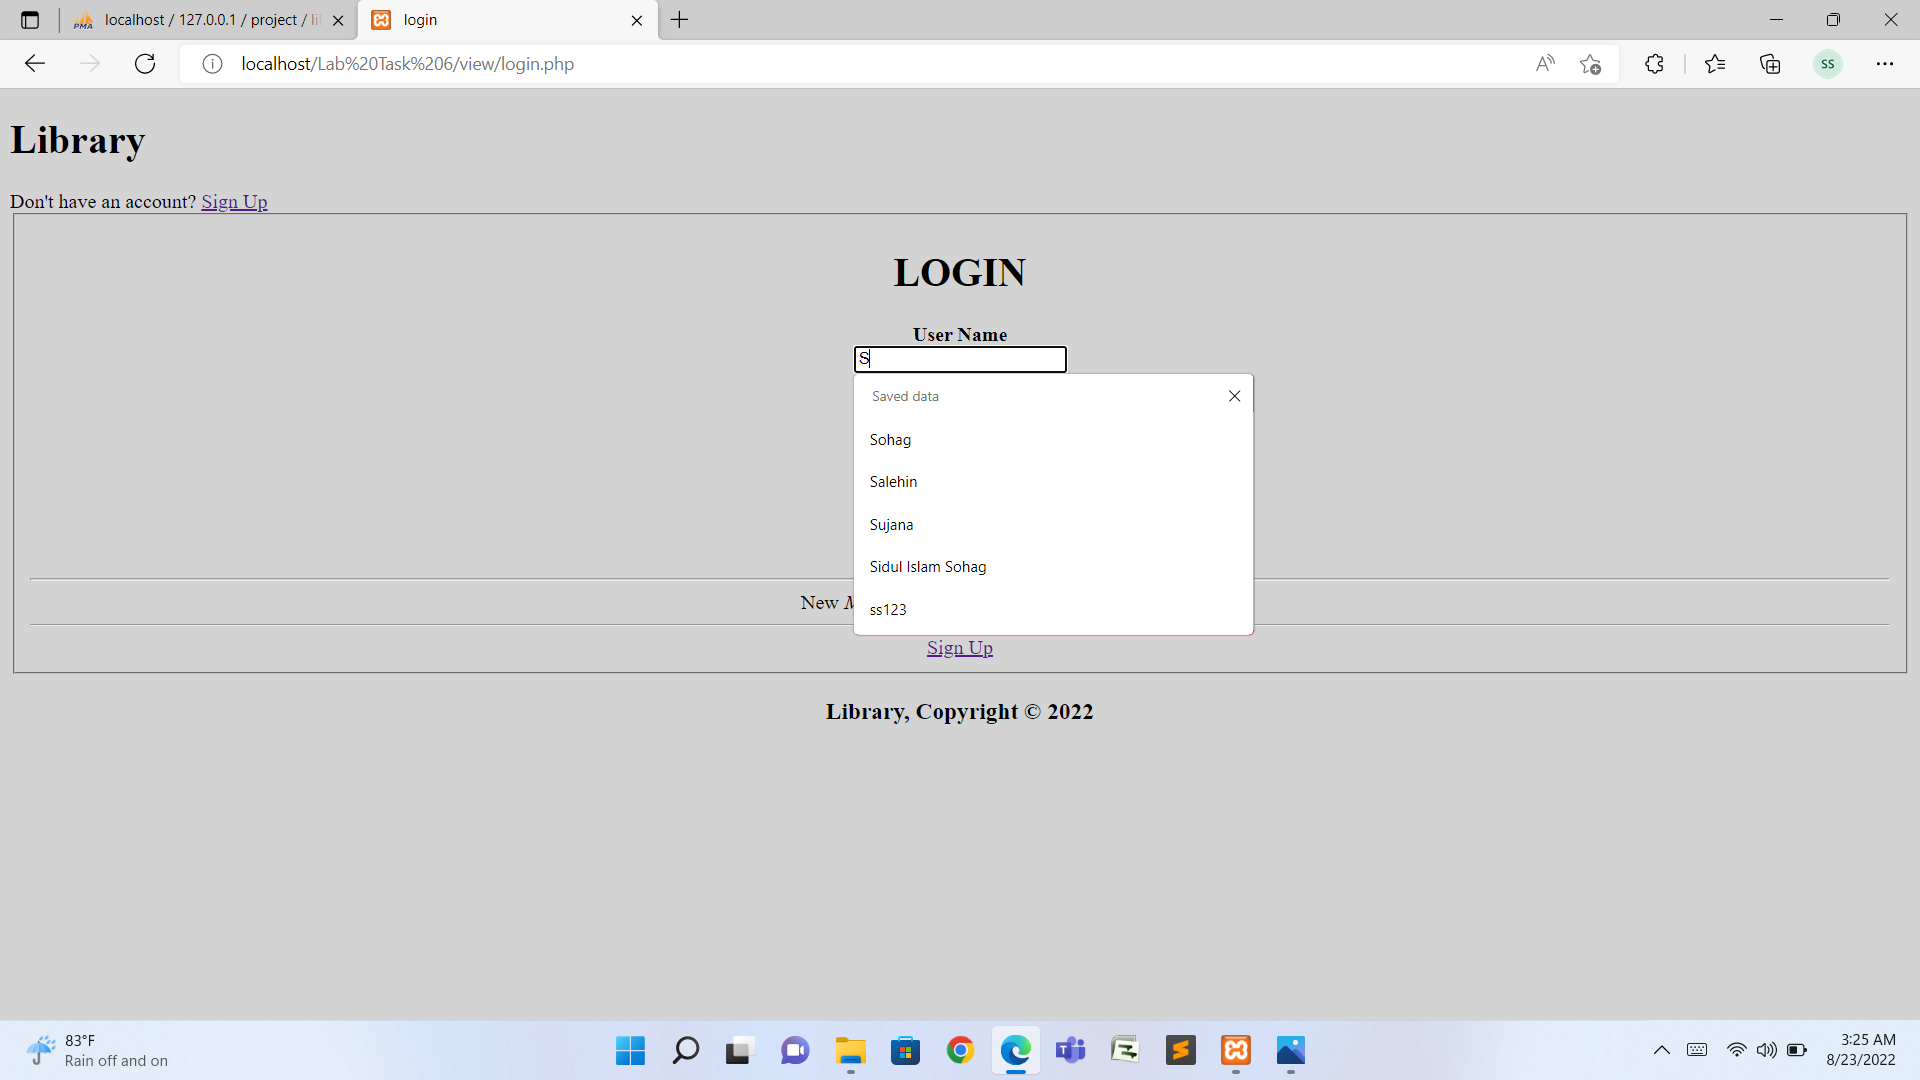 localhost / 127.0.0.1 / project / li
login
localhost/Lab%20Task%206/view/login.php
SS
Library
Don't have an account? Sign Up
LOGIN
User Name
S
Saved data
Sohag
Salehin
Sujana
Sidul Islam Sohag
ss123
New
Sign Up
Library, Copyright © 2022
83°F
Rain off and on
3:25 AM
8/23/2022